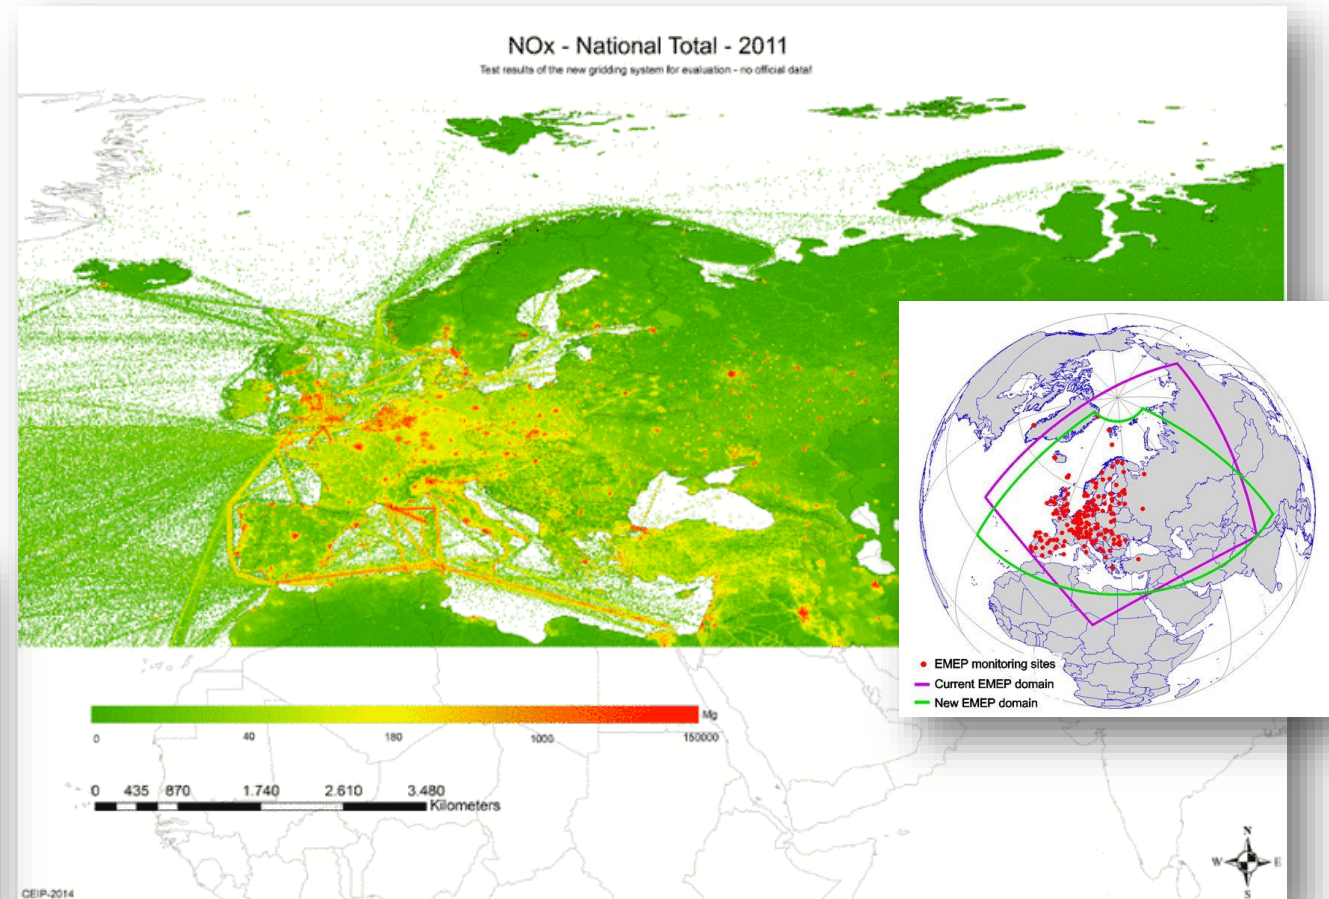 NOx - National Total - 2011
Test results of the new gridding system for evaluation - no official data!
EMEP monitoring sites
Current EMEP domain
New EMEP domain
Mg
0 40 180 1000 150000
0 435 870 1.740 2.610 3.480
Kilometers
N
W E
S
CEIP-2014